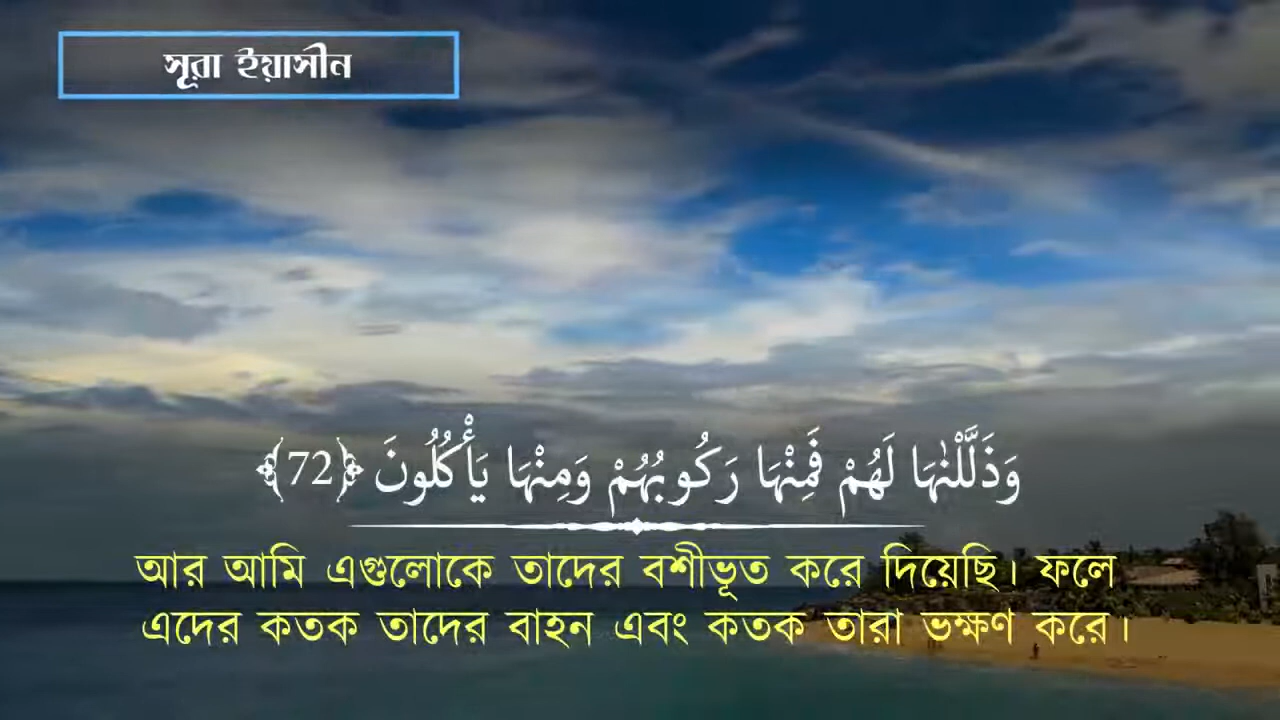 সূরা ইয়াসীন
وَذَلَّلْنٰهَا لَهُمْ فَمِنْهَا رَكُوبُهُمْ وَمِنْهَا يَأْكُلُونَ ﴿72﴾
আর আমি এগুলোকে তাদের বশীভূত করে দিয়েছি। ফলে
এদের কতক তাদের বাহন এবং কতক তারা ভক্ষণ করে।